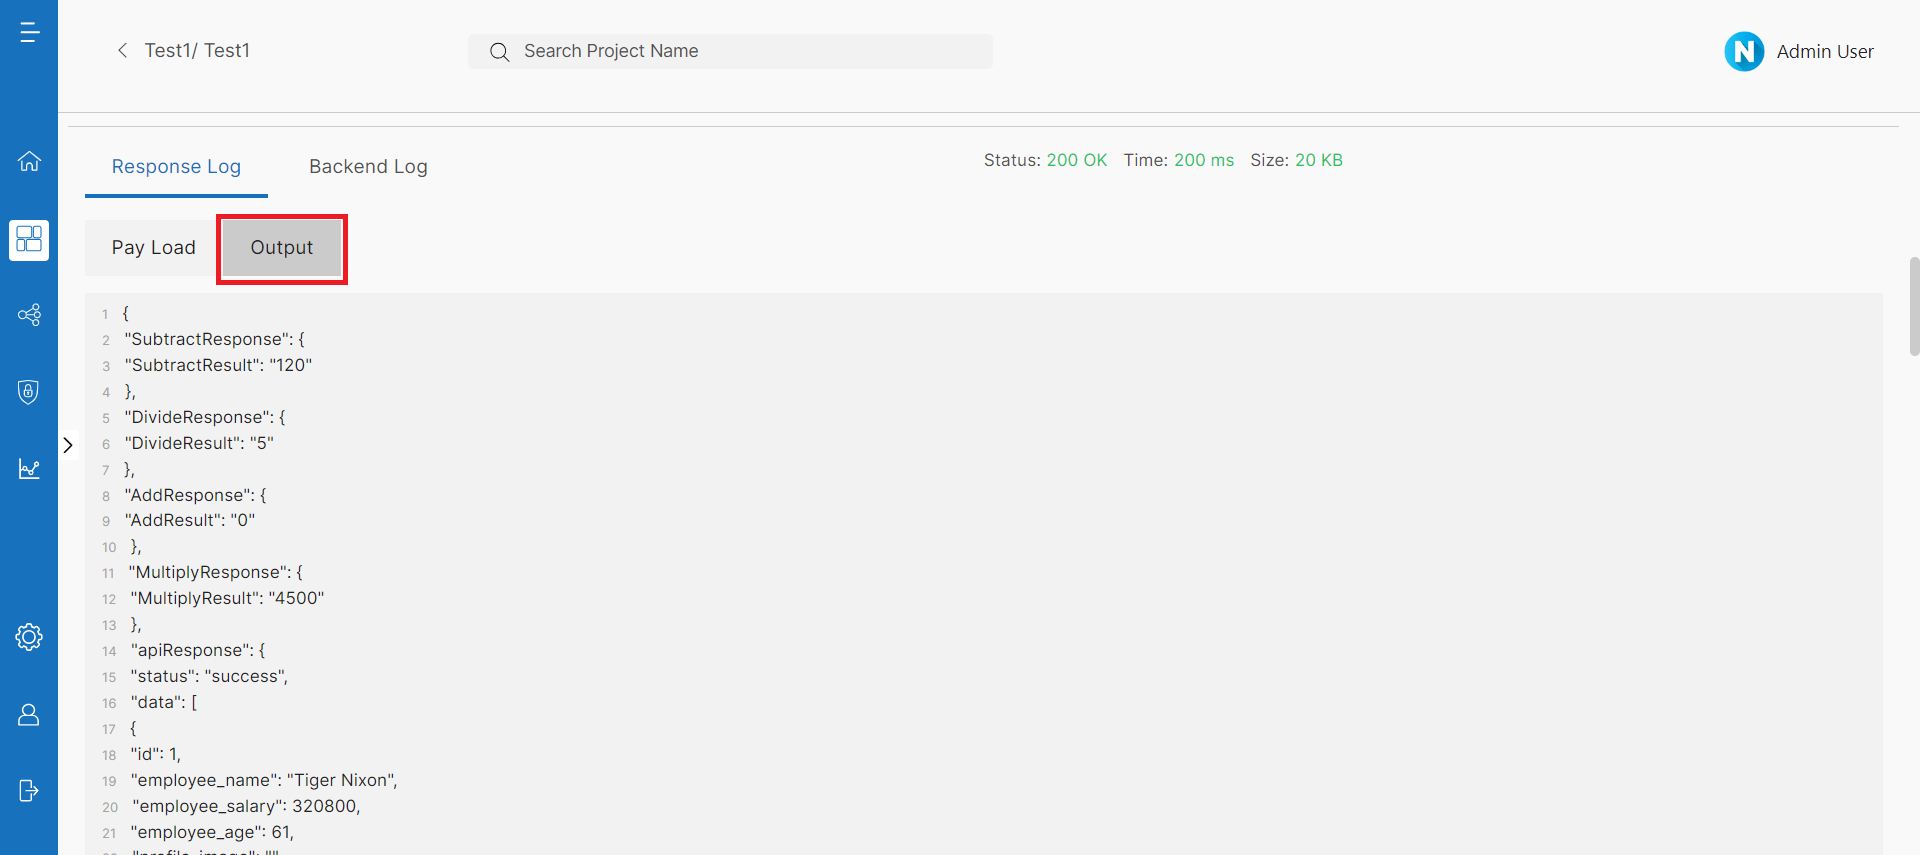 Test1/ Test1
Search Project Name
N Admin User
Response Log
Backend Log
Status: 200 OK Time: 200 ms Size: 20 KB
Pay Load
Output
1 {
2 "SubtractResponse": {
3 "SubtractResult": "120"
4 },
5 "DivideResponse": {
6 "DivideResult": "5"
7 },
8 "AddResponse": {
9 "AddResult": "0"
10 },
11 "MultiplyResponse": {
12 "MultiplyResult": "4500"
13 },
14 "apiResponse": {
15 "status": "success",
16 "data": [
17 {
18 "id": 1,
19 "employee_name": "Tiger Nixon",
20 "employee_salary": 320800,
21 "employee_age": 61,